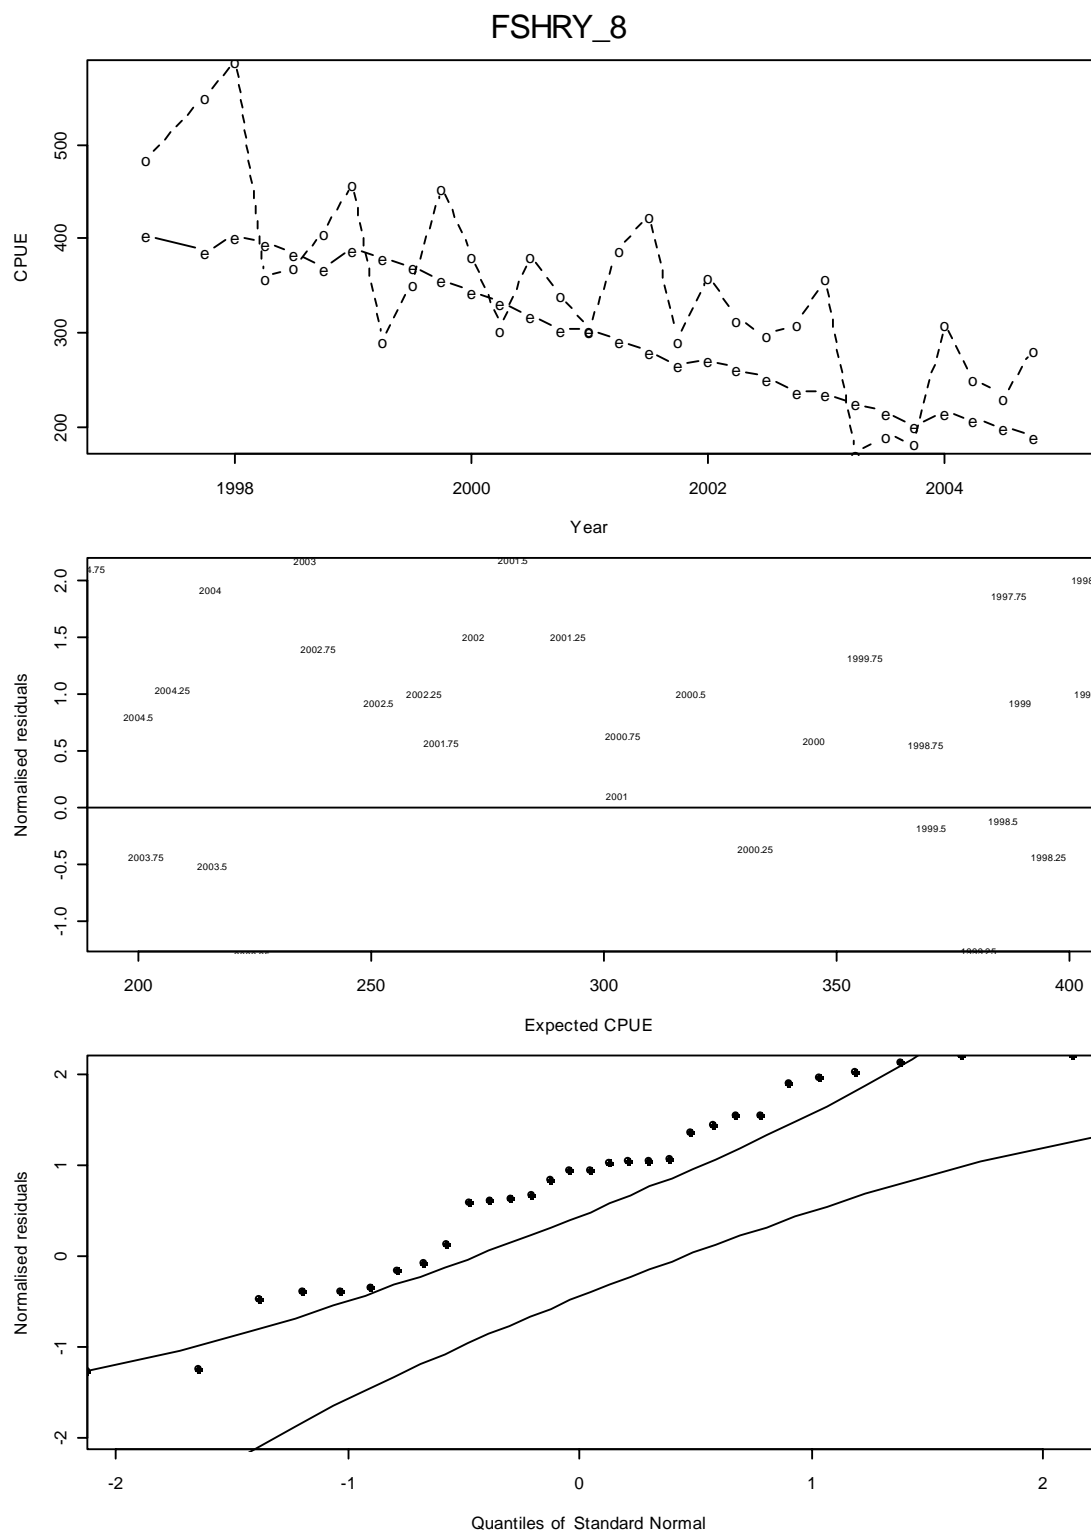 FSHRY_8
500
400
300
200
CPUE
o o o o o o o o o o o o o o o o o o o o o o o o o o o o o o
e e e e e e e e e e e e e e e e e e e e e e e e e e e e e e
1998 2000 2002 2004
Year
2.0
1.5
1.0
0.5
0.0
-0.5
-1.0
Normalised residuals
4.75 2003 2001.5 1998
2004 1997.75
2002.75 2002 2001.25 1999.75
2004.25 2002.5 2002.25 2000.5 1999 199
2004.5 2001.75 2000.75 2000 1998.75
2001
1999.5 1998.5
2003.75 2003.5 2000.25 1998.25
200 250 300 350 400
Expected CPUE
2
1
0
-1
-2
Normalised residuals
-2 -1 0 1 2
Quantiles of Standard Normal